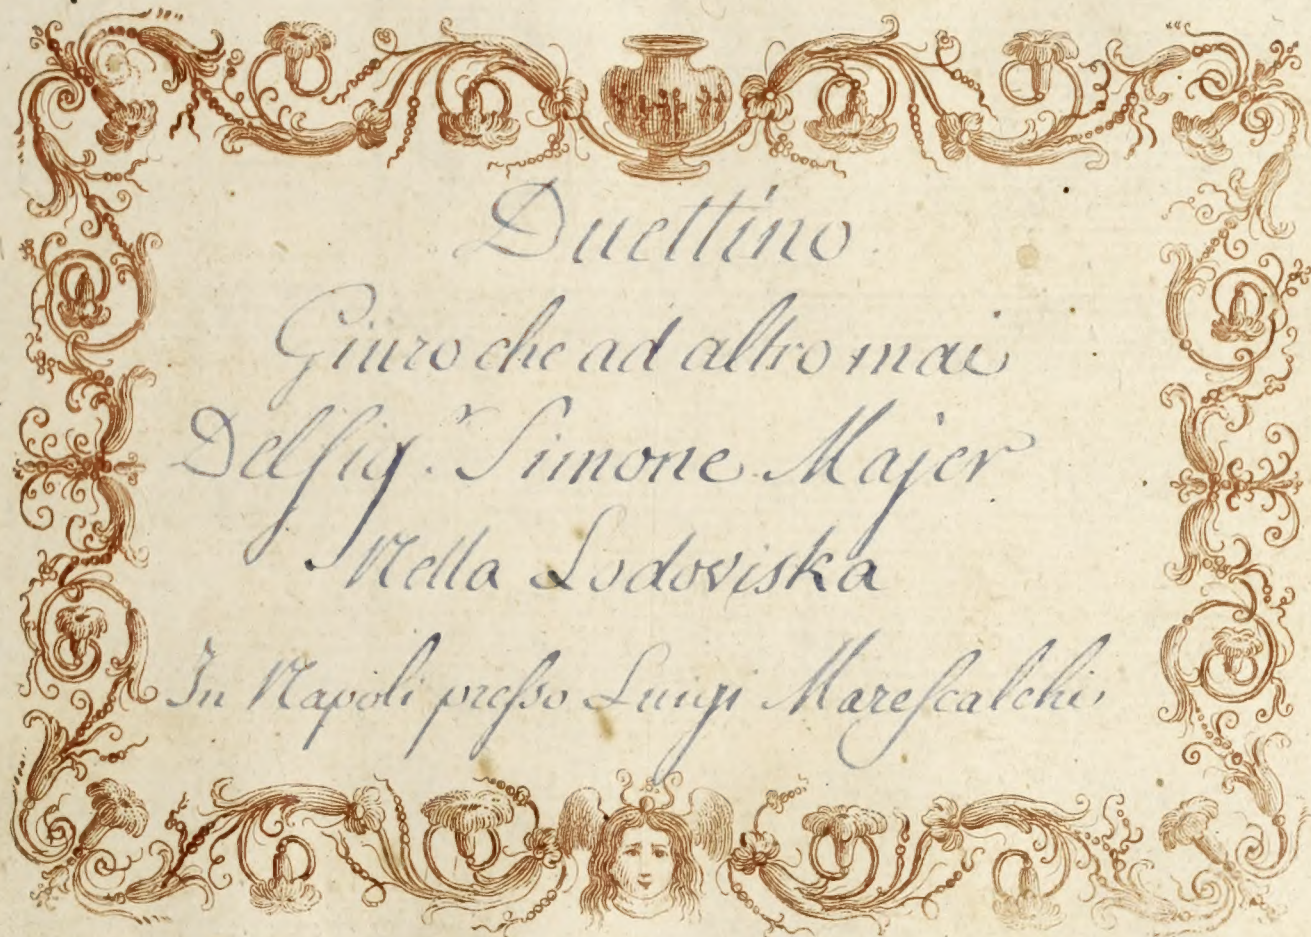 Duettino
Giuro che ad altro mai
Del Sig.r Simone Majer
Nella Lodoviska
In Napoli presso Luigi Marescalchi